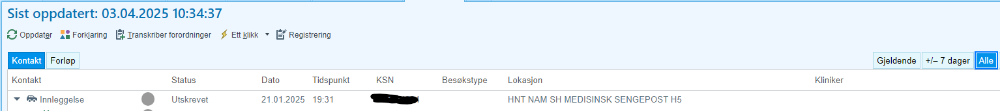 Sist oppdatert: 03.04.2025 10:34:37
Oppdater Forklaring Transkriber forordninger Ett klikk Registrering
Kontakt Forløp Gjeldende +/– 7 dager Alle
Kontakt Status Dato Tidspunkt KSN Besøkstype Lokasjon Kliniker
Innleggelse Utskrevet 21.01.2025 19:31 HNT NAM SH MEDISINSK SENGEPOST H5